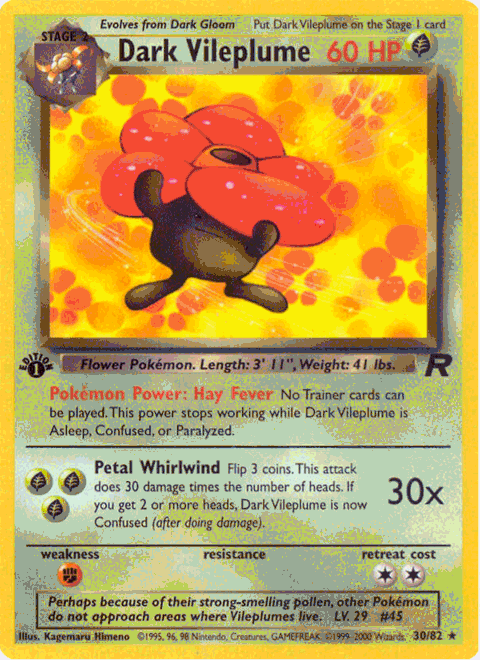 Evolves from Dark Gloom Put Dark Vileplume on the Stage 1 card
STAGE 2
Dark Vileplume 60 HP
EDITION
1
Flower Pokémon. Length: 3' 11", Weight: 41 lbs.
R
Pokémon Power: Hay Fever No Trainer cards can
be played. This power stops working while Dark Vileplume is
Asleep, Confused, or Paralyzed.
Petal Whirlwind Flip 3 coins. This attack
does 30 damage times the number of heads. If
you get 2 or more heads, Dark Vileplume is now
Confused (after doing damage).
30x
weakness resistance retreat cost
Perhaps because of their strong-smelling pollen, other Pokémon
do not approach areas where Vileplumes live. LV. 29 #45
Illus. Kagemaru Himeno ©1995, 96, 98 Nintendo, Creatures, GAMEFREAK. ©1999-2000 Wizards. 30/82 ★